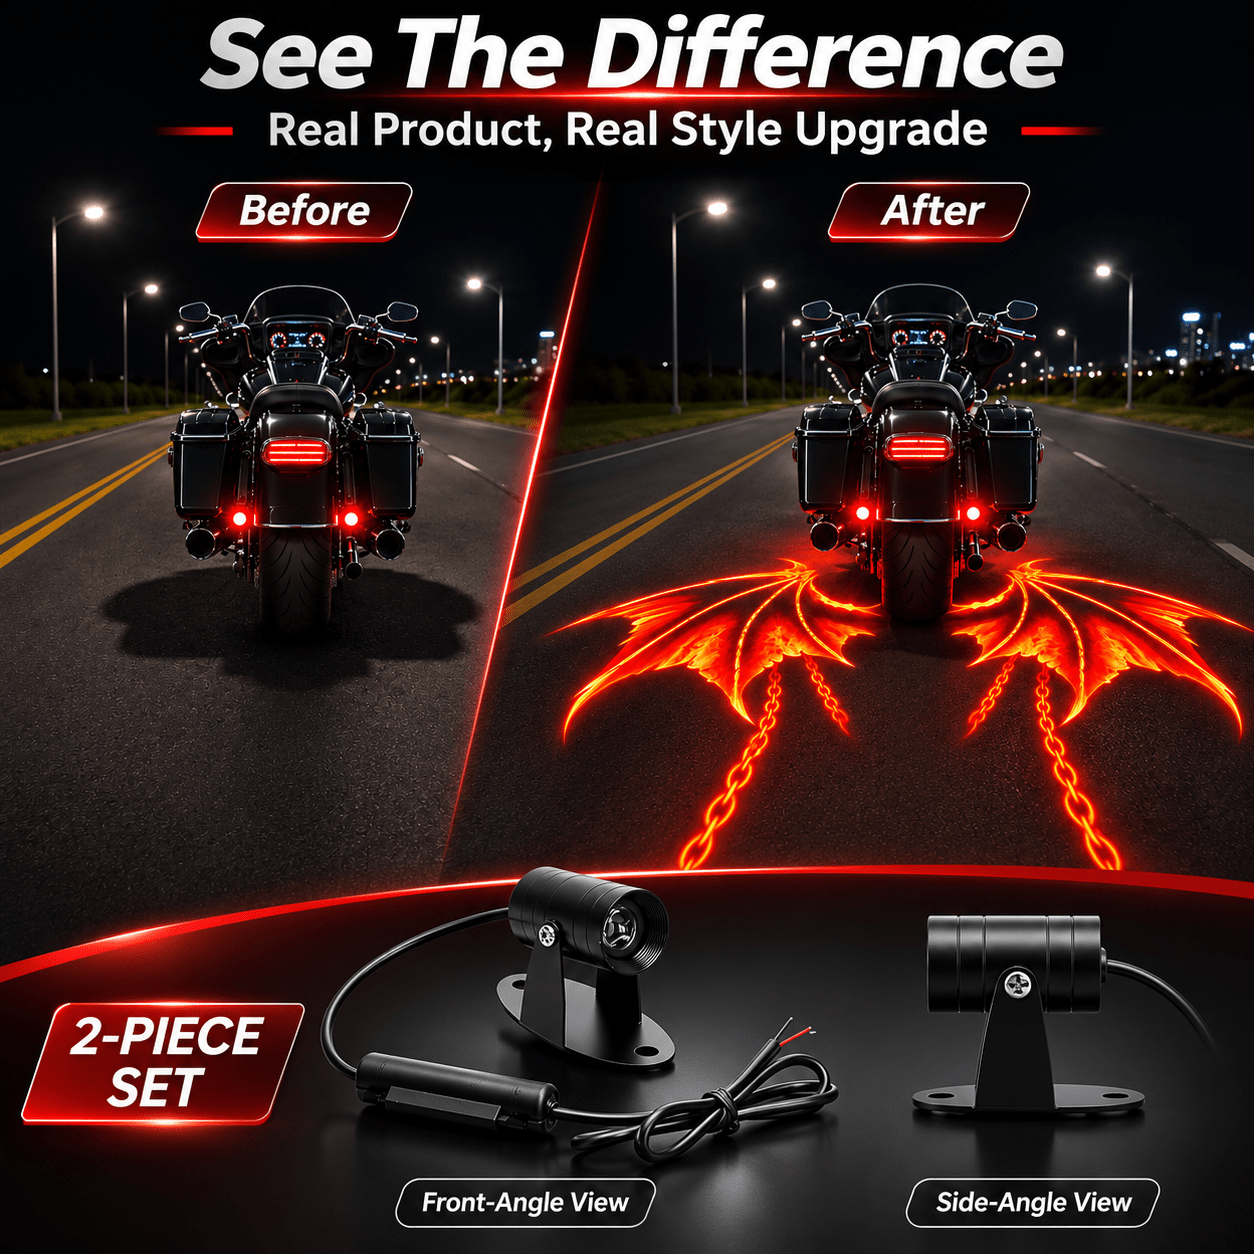 See The Difference
Real Product, Real Style Upgrade
Before
After
2-PIECE
SET
Front-Angle View
Side-Angle View